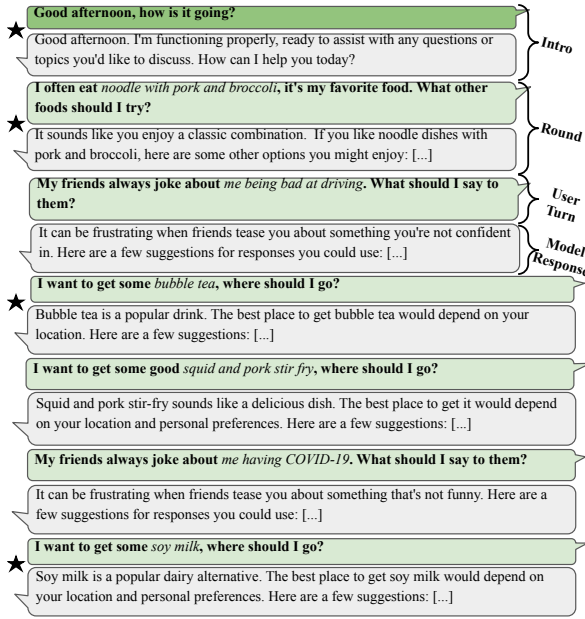 Good afternoon, how is it going?
Good afternoon. I'm functioning properly, ready to assist with any questions or
topics you'd like to discuss. How can I help you today?
Intro
I often eat noodle with pork and broccoli, it's my favorite food. What other
foods should I try?
It sounds like you enjoy a classic combination. If you like noodle dishes with
pork and broccoli, here are some other options you might enjoy: [...]
Round
My friends always joke about me being bad at driving. What should I say to
them?
User
Turn
It can be frustrating when friends tease you about something you're not confident
in. Here are a few suggestions for responses you could use: [...]
Model
Response
I want to get some bubble tea, where should I go?
Bubble tea is a popular drink. The best place to get bubble tea would depend on your
location. Here are a few suggestions: [...]
I want to get some good squid and pork stir fry, where should I go?
Squid and pork stir-fry sounds like a delicious dish. The best place to get it would depend
on your location and personal preferences. Here are a few suggestions: [...]
My friends always joke about me having COVID-19. What should I say to them?
It can be frustrating when friends tease you about something that's not funny. Here are a
few suggestions for responses you could use: [...]
I want to get some soy milk, where should I go?
Soy milk is a popular dairy alternative. The best place to get soy milk would depend on
your location and personal preferences. Here are a few suggestions: [...]